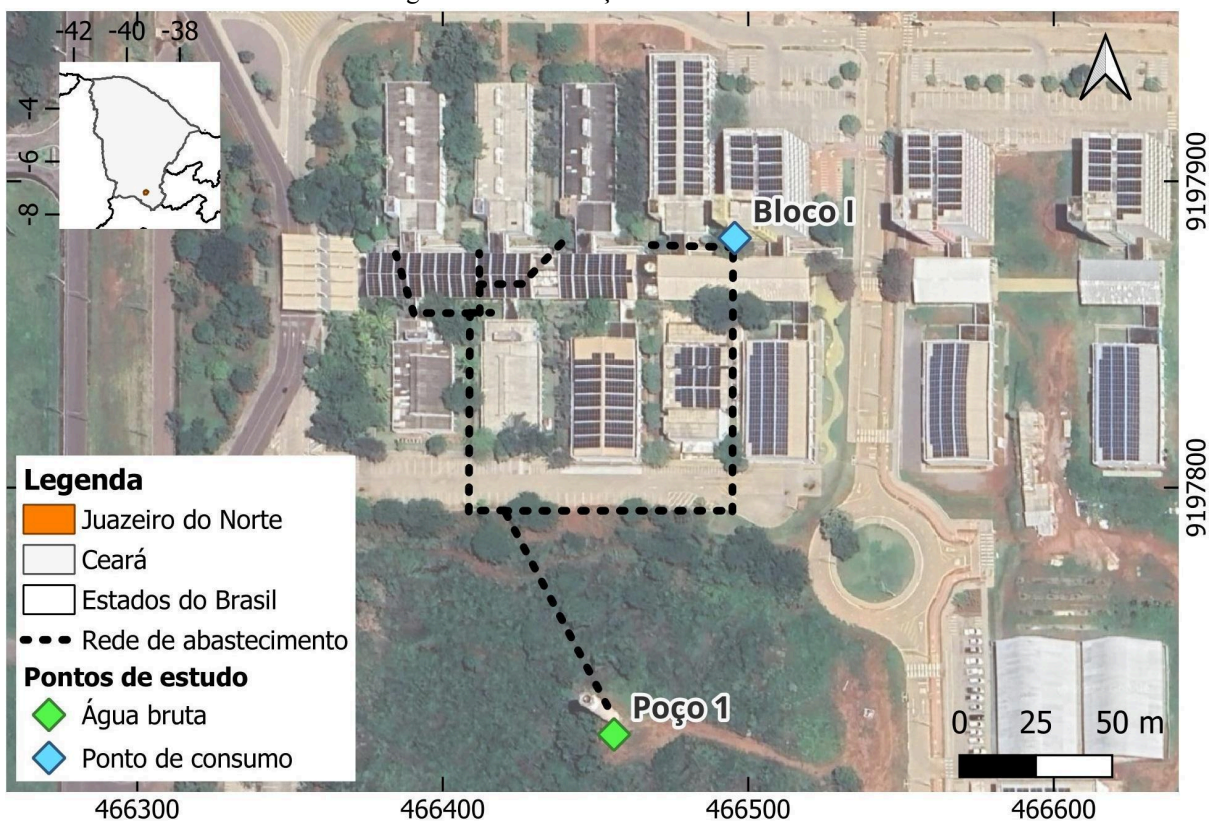 -42 -40 -38
-4
-6
-8
Bloco I
9197900
9197800
Legenda
Juazeiro do Norte
Ceará
Estados do Brasil
Rede de abastecimento
Pontos de estudo
Água bruta
Ponto de consumo
Poço 1
0 25 50 m
466300 466400 466500 466600